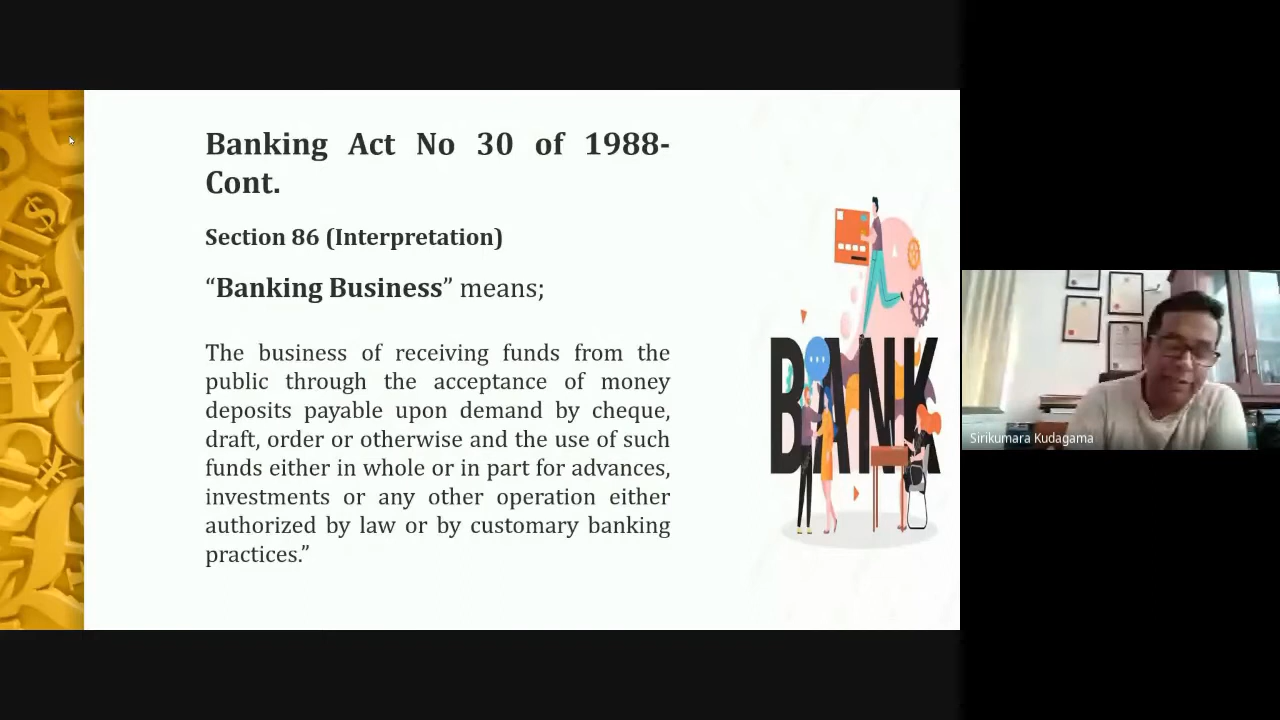 Banking Act No 30 of 1988-
Cont.
Section 86 (Interpretation)
“Banking Business” means;
The business of receiving funds from the
public through the acceptance of money
deposits payable upon demand by cheque,
draft, order or otherwise and the use of such
funds either in whole or in part for advances,
investments or any other operation either
authorized by law or by customary banking
practices.”
BANK
Sirikumara Kudagama